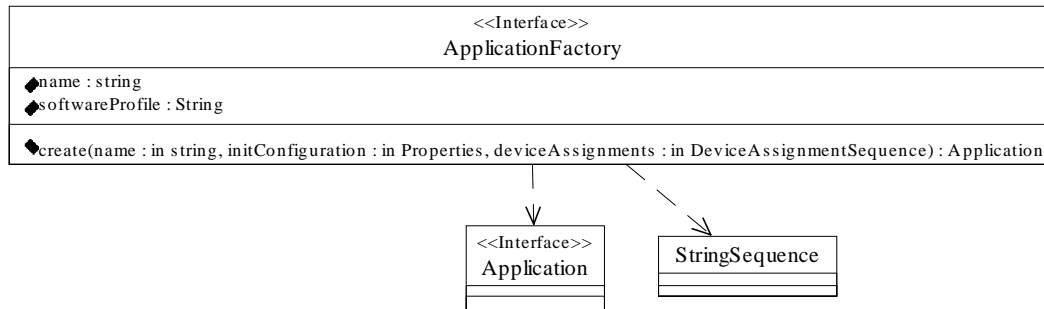 <<Interface>>
ApplicationFactory
name : string
softwareProfile : String
create(name : in string, initConfiguration : in Properties, deviceAssignments : in DeviceAssignmentSequence) : Application
<<Interface>>
Application
StringSequence